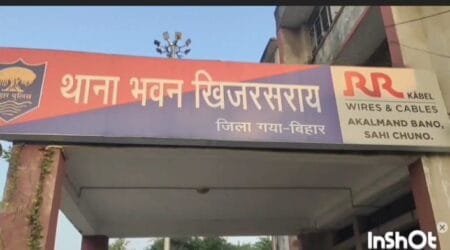 थाना भवन खिजरसराय
जिला गया-बिहार
RR
KABEL
WIRES & CABLES
AKALMAND BANO,
SAHI CHUNO.
InShOt